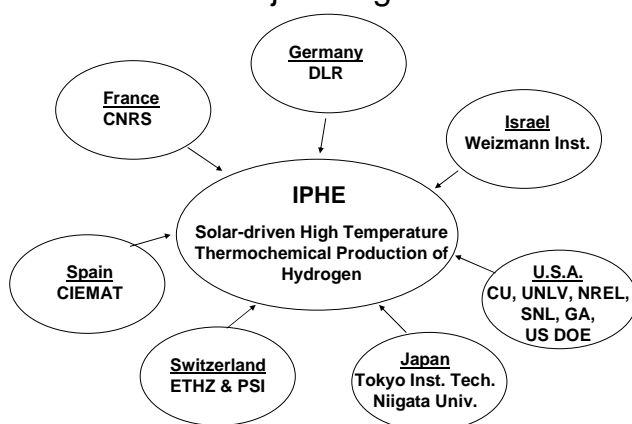 Germany
DLR
France
CNRS
Israel
Weizmann Inst.
IPHE
Solar-driven High Temperature
Thermochemical Production of
Hydrogen
Spain
CIEMAT
U.S.A.
CU, UNLV, NREL,
SNL, GA,
US DOE
Switzerland
ETHZ & PSI
Japan
Tokyo Inst. Tech.
Niigata Univ.